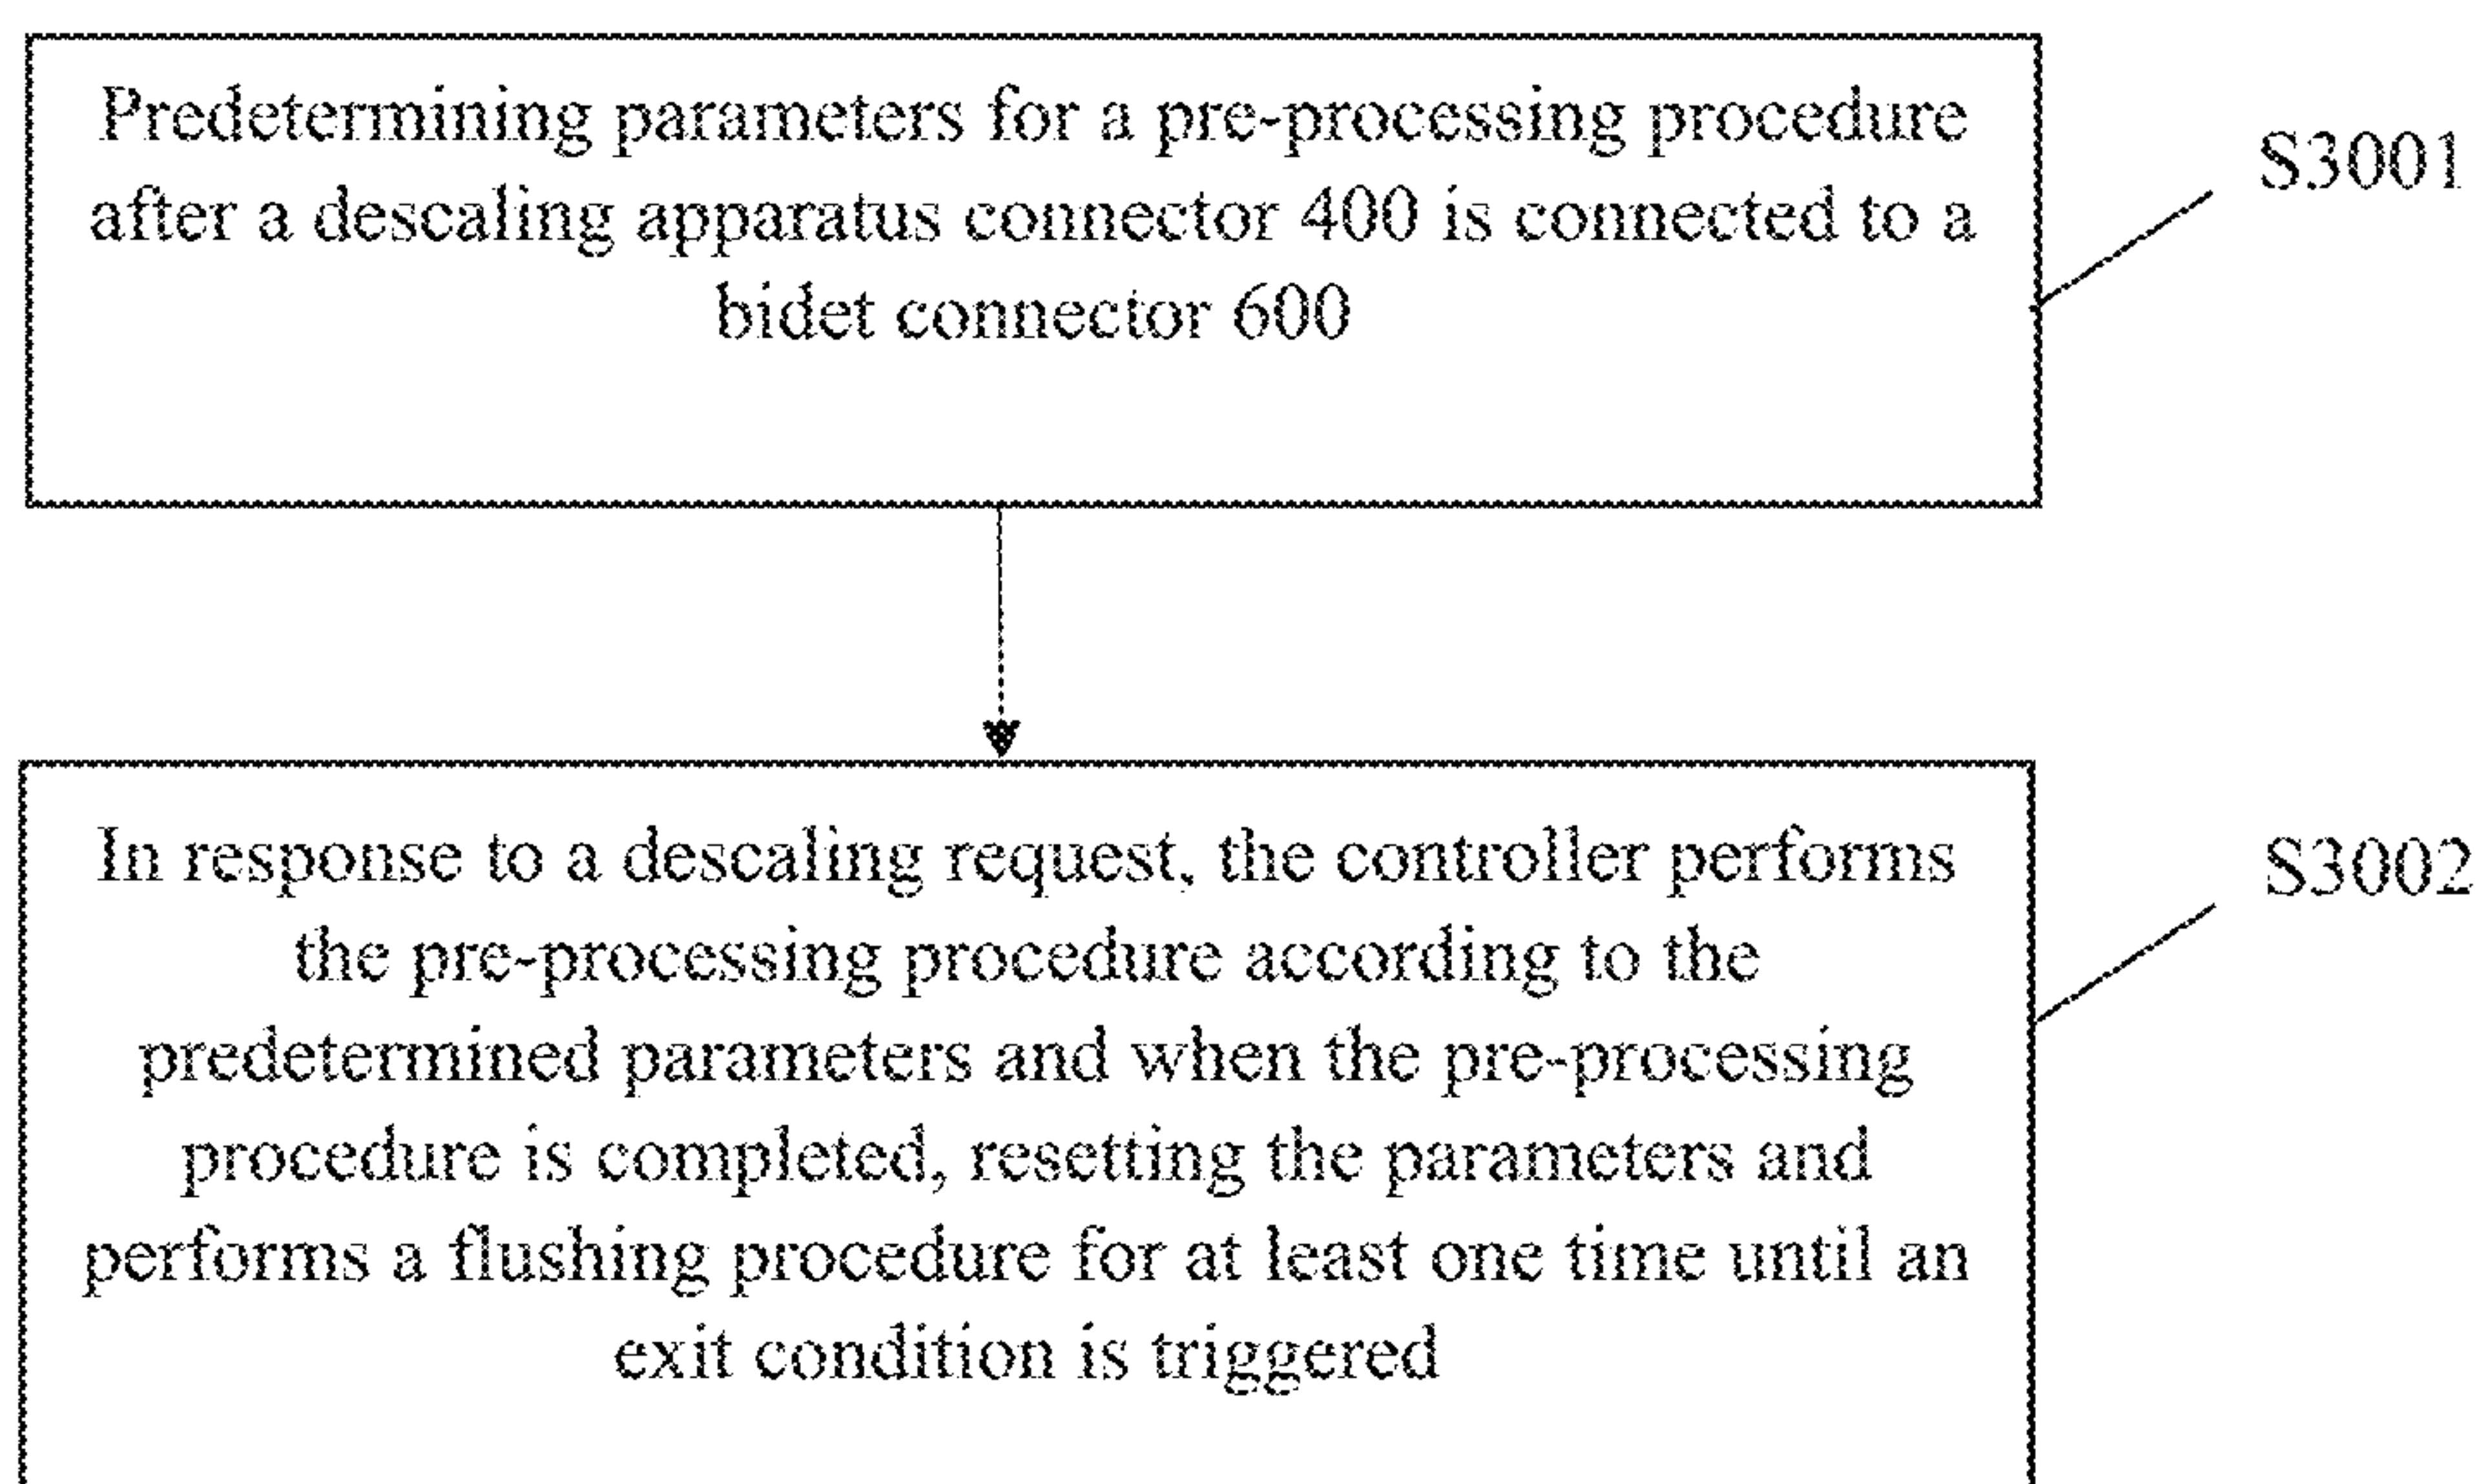 Predetermining parameters for a pre-processing procedure
after a descaling apparatus connector 400 is connected to a
bidet connector 600
S3001
In response to a descaling request, the controller performs
the pre-processing procedure according to the
predetermined parameters and when the pre-processing
procedure is completed, resetting the parameters and
performs a flushing procedure for at least one time until an
exit condition is triggered
S3002